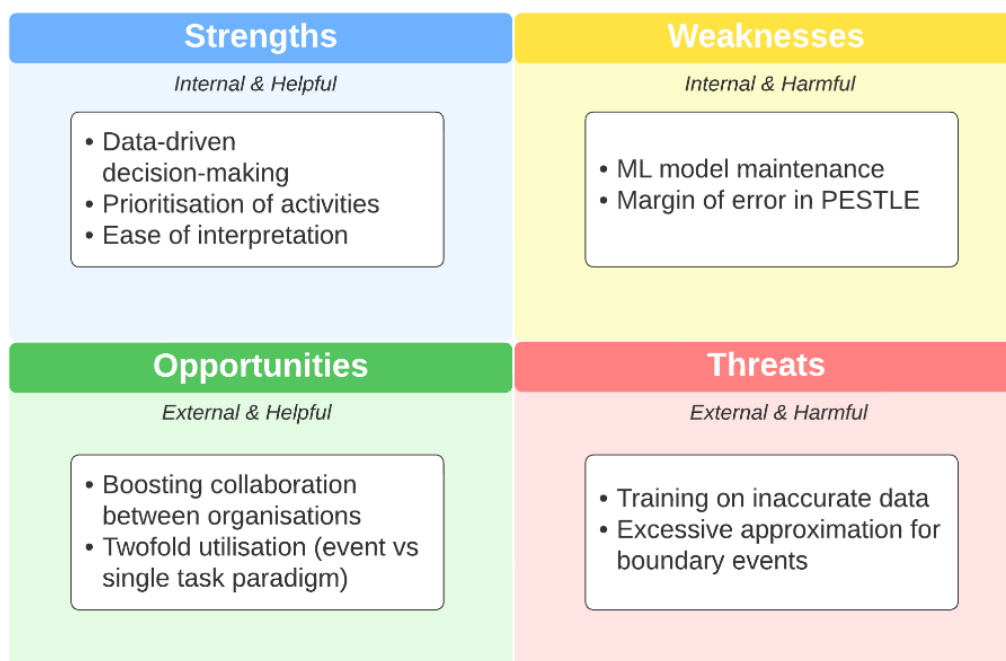 Strengths
Internal & Helpful
• Data-driven
decision-making
• Prioritisation of activities
• Ease of interpretation
Weaknesses
Internal & Harmful
• ML model maintenance
• Margin of error in PESTLE
Opportunities
External & Helpful
• Boosting collaboration
between organisations
• Twofold utilisation (event vs
single task paradigm)
Threats
External & Harmful
• Training on inaccurate data
• Excessive approximation for
boundary events